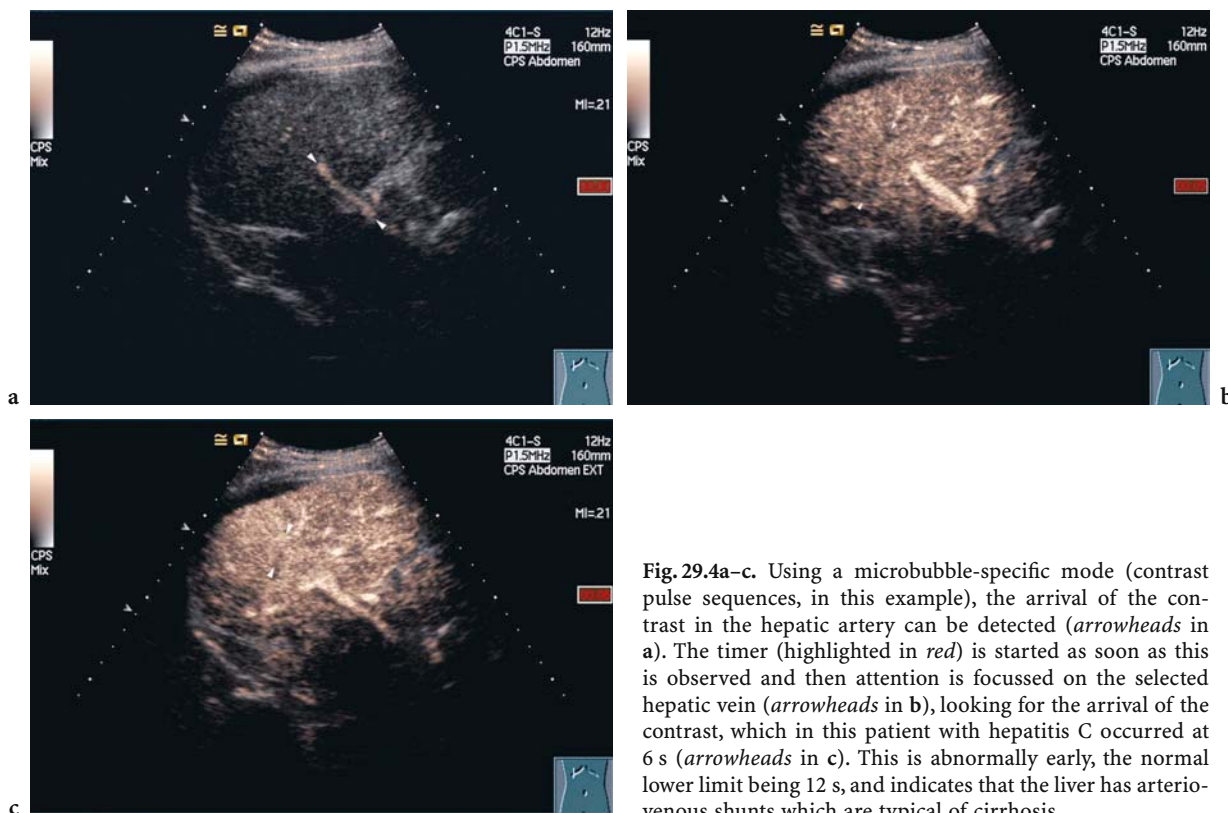 4C1-S 12Hz
P1.5MHz 160mm
CPS Abdomen
MI=.21
CPS
Mix
a
4C1-S 12Hz
P1.5MHz 160mm
CPS Abdomen
CPS
Mix
b
4C1-S 12Hz
P1.5MHz 160mm
CPS Abdomen EXT
MI=.21
CPS
Mix
c
Fig. 29.4a–c. Using a microbubble-specific mode (contrast
pulse sequences, in this example), the arrival of the con-
trast in the hepatic artery can be detected (arrowheads in
a). The timer (highlighted in red) is started as soon as this
is observed and then attention is focussed on the selected
hepatic vein (arrowheads in b), looking for the arrival of the
contrast, which in this patient with hepatitis C occurred at
6 s (arrowheads in c). This is abnormally early, the normal
lower limit being 12 s, and indicates that the liver has arterio-
venous shunts which are typical of cirrhosis